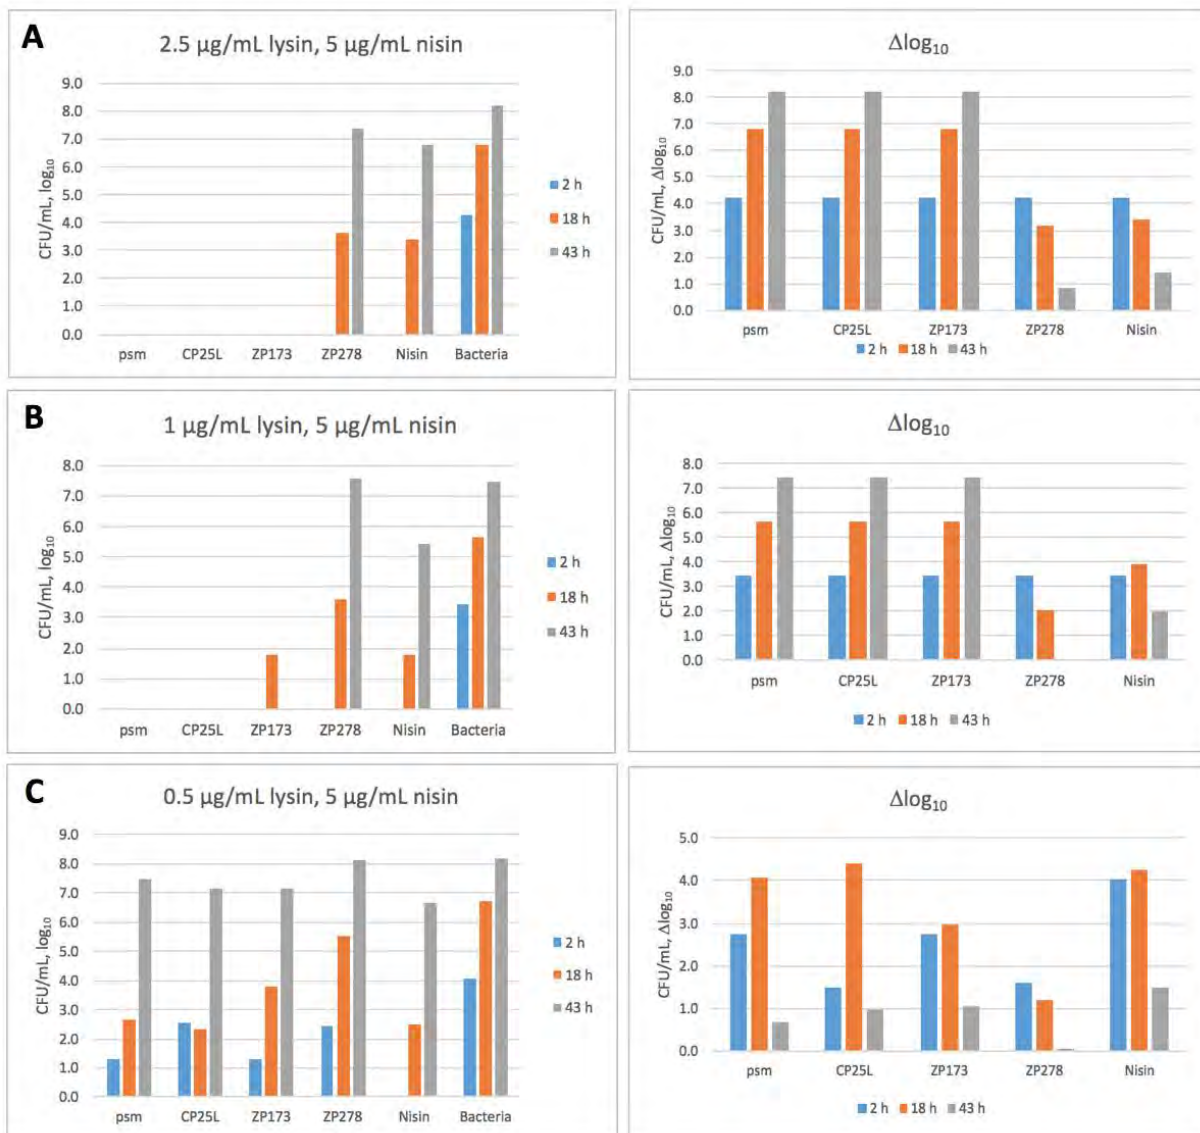 A
2.5 µg/mL lysin, 5 µg/mL nisin
CFU/mL, log10
9.0
8.0
7.0
6.0
5.0
4.0
3.0
2.0
1.0
0.0
psm CP25L ZP173 ZP278 Nisin Bacteria
2 h
18 h
43 h
Δlog10
CFU/mL, Δlog10
9.0
8.0
7.0
6.0
5.0
4.0
3.0
2.0
1.0
0.0
psm CP25L ZP173 ZP278 Nisin
2 h 18 h 43 h
B
1 µg/mL lysin, 5 µg/mL nisin
CFU/mL, log10
8.0
7.0
6.0
5.0
4.0
3.0
2.0
1.0
0.0
psm CP25L ZP173 ZP278 Nisin Bacteria
2 h
18 h
43 h
Δlog10
CFU/mL, Δlog10
8.0
7.0
6.0
5.0
4.0
3.0
2.0
1.0
0.0
psm CP25L ZP173 ZP278 Nisin
2 h 18 h 43 h
C
0.5 µg/mL lysin, 5 µg/mL nisin
CFU/mL, log10
9.0
8.0
7.0
6.0
5.0
4.0
3.0
2.0
1.0
0.0
psm CP25L ZP173 ZP278 Nisin Bacteria
2 h
18 h
43 h
Δlog10
CFU/mL, Δlog10
5.0
4.0
3.0
2.0
1.0
0.0
psm CP25L ZP173 ZP278 Nisin
2 h 18 h 43 h